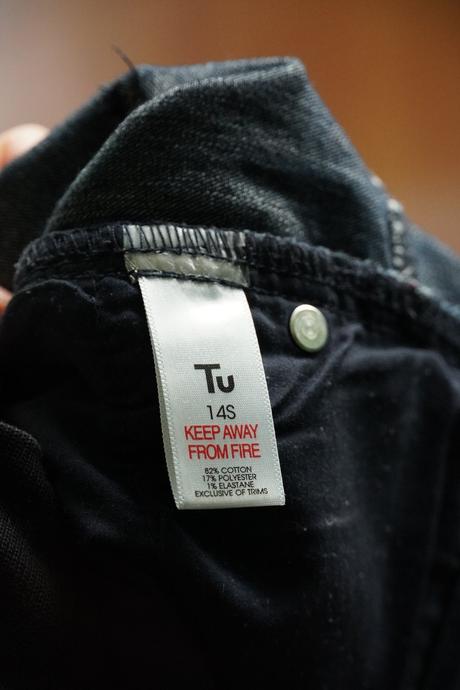 Tu
14S
KEEP AWAY
FROM FIRE
82% COTTON
17% POLYESTER
1% ELASTANE
EXCLUSIVE OF TRIMS